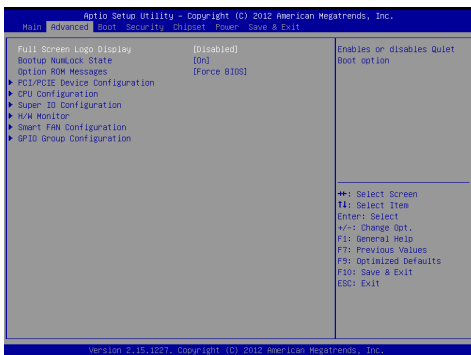 Aptio Setup Utility – Copyright (C) 2012 American Megatrends, Inc.
Main Advanced Boot Security Chipset Power Save & Exit
Full Screen Logo Display [Disabled]
Bootup NumLock State [On]
Option ROM Messages [Force BIOS]
PCI/PCIE Device Configuration
CPU Configuration
Super IO Configuration
H/W Monitor
Smart FAN Configuration
GPIO Group Configuration
Enables or disables Quiet
Boot option
↔: Select Screen
↑↓: Select Item
Enter: Select
+/-: Change Opt.
F1: General Help
F7: Previous Values
F9: Optimized Defaults
F10: Save & Exit
ESC: Exit
Version 2.15.1227. Copyright (C) 2012 American Megatrends, Inc.